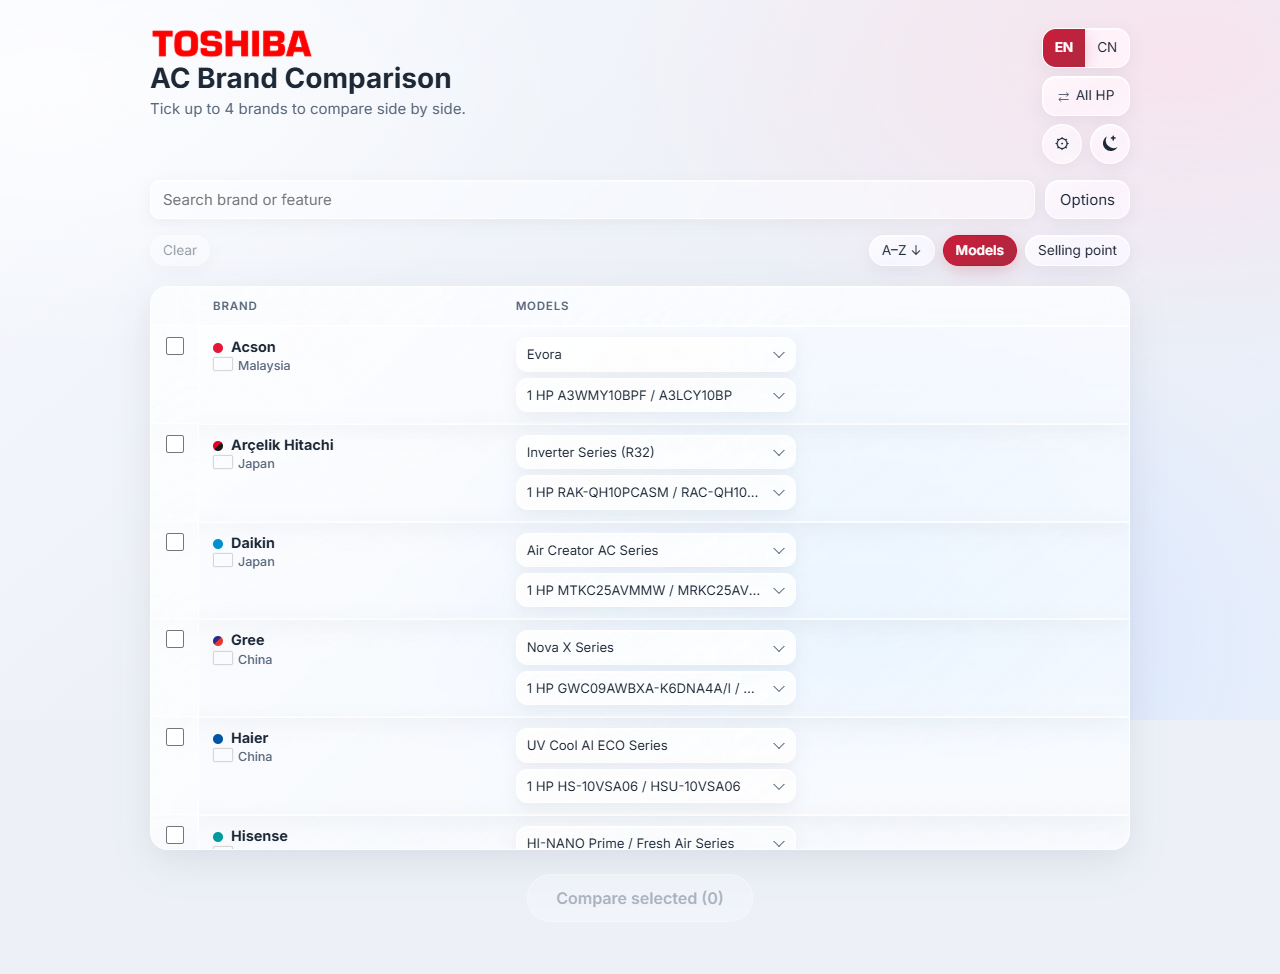 TOSHIBA
AC Brand Comparison
Tick up to 4 brands to compare side by side.
EN CN
⇄ All HP
Search brand or feature
Options
Clear
A–Z ↓ Models Selling point
BRAND MODELS
Acson
Malaysia
Evora
1 HP A3WMY10BPF / A3LCY10BP
Arçelik Hitachi
Japan
Inverter Series (R32)
1 HP RAK-QH10PCASM / RAC-QH10...
Daikin
Japan
Air Creator AC Series
1 HP MTKC25AVMMW / MRKC25AV...
Gree
China
Nova X Series
1 HP GWC09AWBXA-K6DNA4A/I / ...
Haier
China
UV Cool AI ECO Series
1 HP HS-10VSA06 / HSU-10VSA06
Hisense
HI-NANO Prime / Fresh Air Series
Compare selected (0)